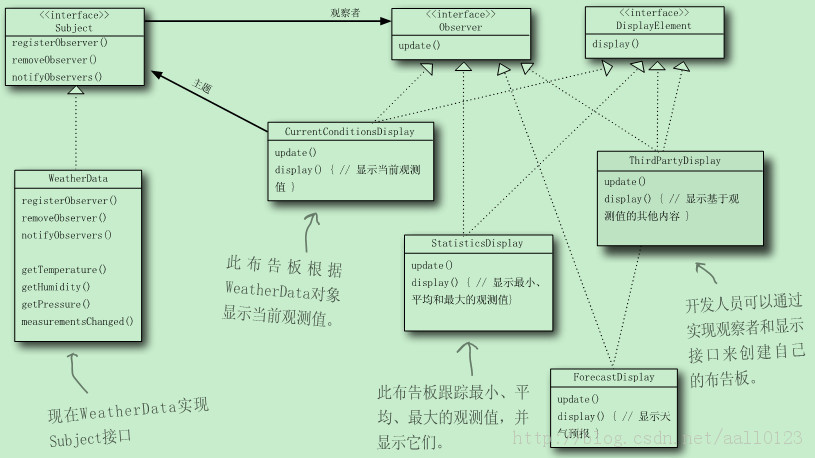 <<interface>>
Subject
registerObserver()
removeObserver()
notifyObservers()
观察者
<<interface>>
Observer
update()
<<interface>>
DisplayElement
display()
主题
WeatherData
registerObserver()
removeObserver()
notifyObservers()
getTemperature()
getHumidity()
getPressure()
measurementsChanged()
现在WeatherData实现
Subject接口
CurrentConditionsDisplay
update()
display() { // 显示当前观测
值 }
此布告板根据
WeatherData对象
显示当前观测值。
StatisticsDisplay
update()
display() { // 显示最小、
平均和最大的观测值}
此布告板跟踪最小、平
均、最大的观测值，并
显示它们。
ThirdPartyDisplay
update()
display() { // 显示基于观
测值的其他内容 }
开发人员可以通过
实现观察者和显示
接口来创建自己
的布告板。
ForecastDisplay
update()
display() { // 显示天
气预报 }
http://blog.csdn.net/aall0123